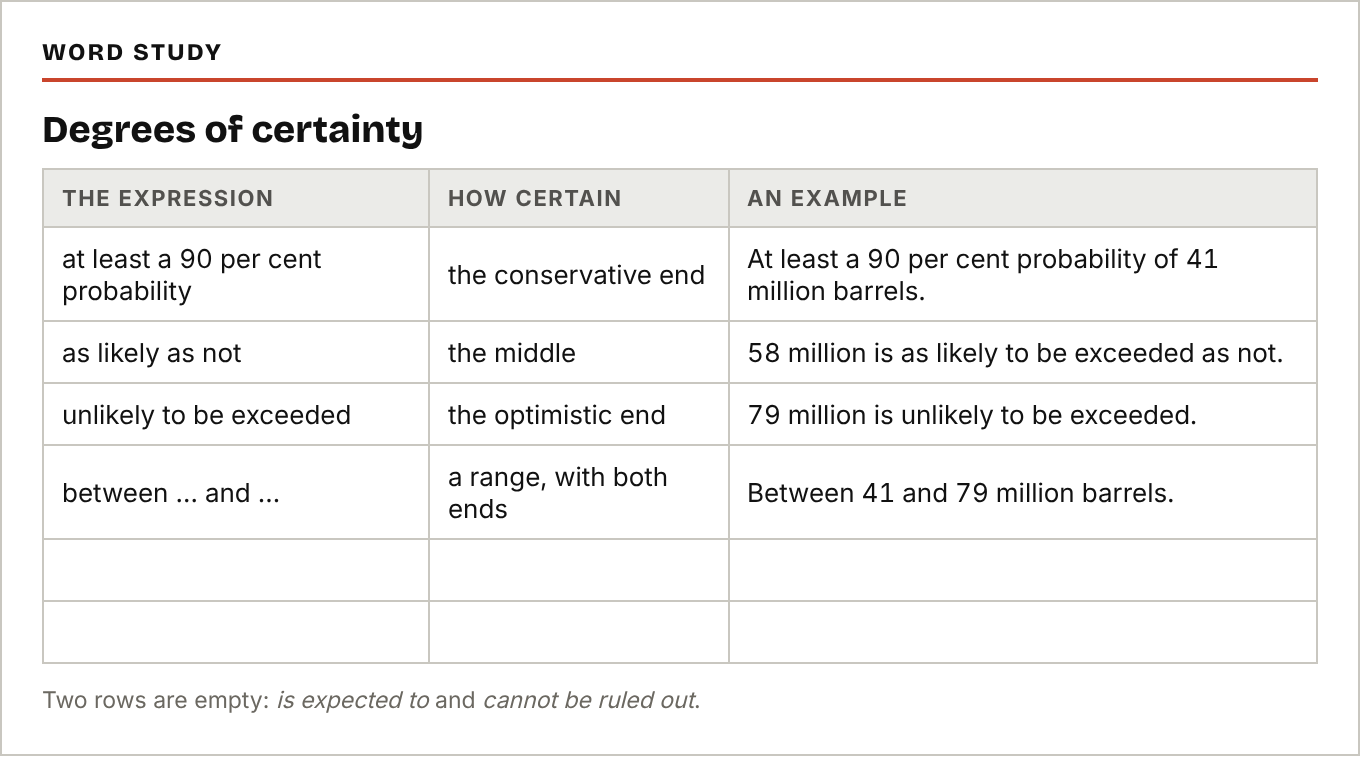 WORD STUDY
Degrees of certainty
THE EXPRESSION
HOW CERTAIN
AN EXAMPLE
at least a 90 per cent
probability
the conservative end
At least a 90 per cent probability of 41
million barrels.
as likely as not
the middle
58 million is as likely to be exceeded as not.
unlikely to be exceeded
the optimistic end
79 million is unlikely to be exceeded.
between ... and ...
a range, with both
ends
Between 41 and 79 million barrels.
Two rows are empty: is expected to and cannot be ruled out.